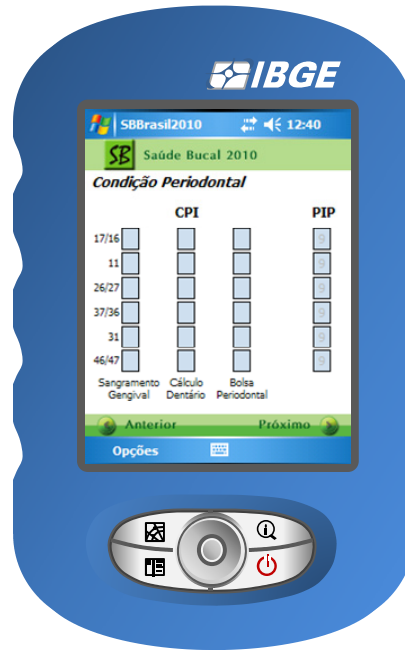 IBGE
SBBrasil2010 12:40
SB Saúde Bucal 2010
Condição Periodontal
CPI PIP
17/16 9
11 9
26/27 9
37/36 9
31 9
46/47 9
Sangramento Cálculo Bolsa
Gengival Dentário Periodontal
Anterior Próximo
Opções